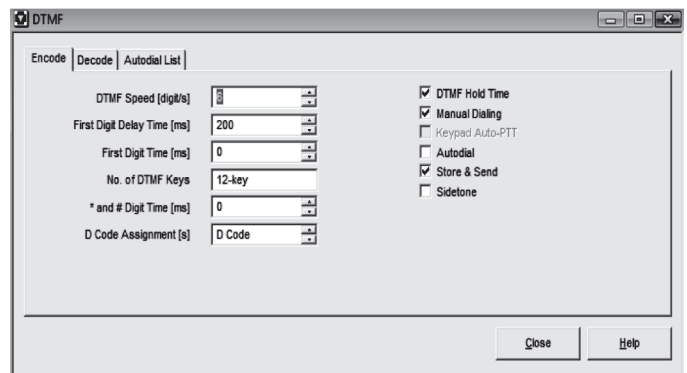 DTMF
Encode Decode Autodial List
DTMF Speed [digit/s] 6
First Digit Delay Time [ms] 200
First Digit Time [ms] 0
No. of DTMF Keys 12-key
* and # Digit Time [ms] 0
D Code Assignment [s] D Code
DTMF Hold Time
Manual Dialing
Keypad Auto-PTT
Autodial
Store & Send
Sidetone
Close Help